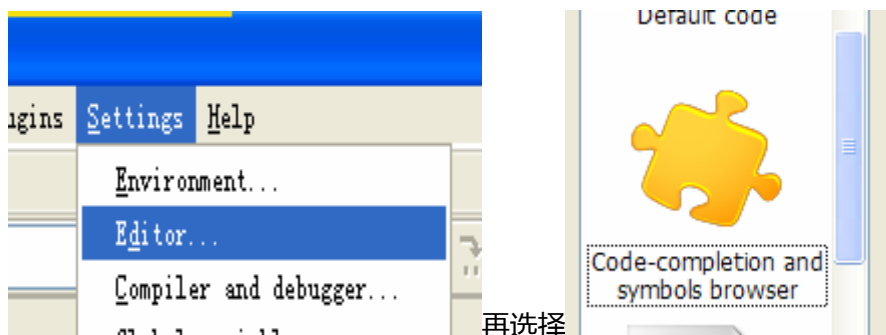 Default code
ugins Settings Help
Environment...
Editor...
Compiler and debugger...
再选择
Code-completion and
symbols browser